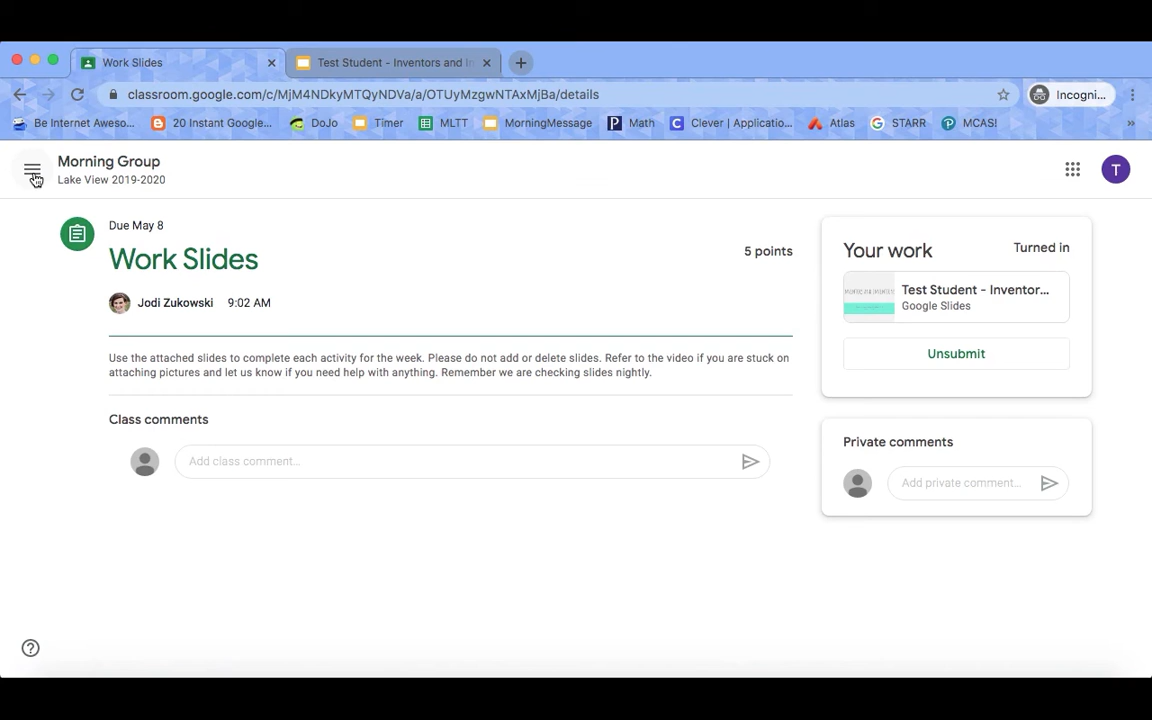 Work Slides
Test Student - Inventors and In
classroom.google.com/c/MjM4NDkyMTQyNDVa/a/OTUyMzgwNTAxMjBa/details
Incogni...
Be Internet Aweso...
20 Instant Google...
DoJo
Timer
MLTT
MorningMessage
Math
Clever | Applicatio...
Atlas
STARR
MCAS!
»
Morning Group
Lake View 2019-2020
T
Due May 8
Work Slides
5 points
Jodi Zukowski 9:02 AM
Use the attached slides to complete each activity for the week. Please do not add or delete slides. Refer to the video if you are stuck on
attaching pictures and let us know if you need help with anything. Remember we are checking slides nightly.
Class comments
Add class comment...
Your work
Turned in
Test Student - Inventor...
Google Slides
Unsubmit
Private comments
Add private comment...